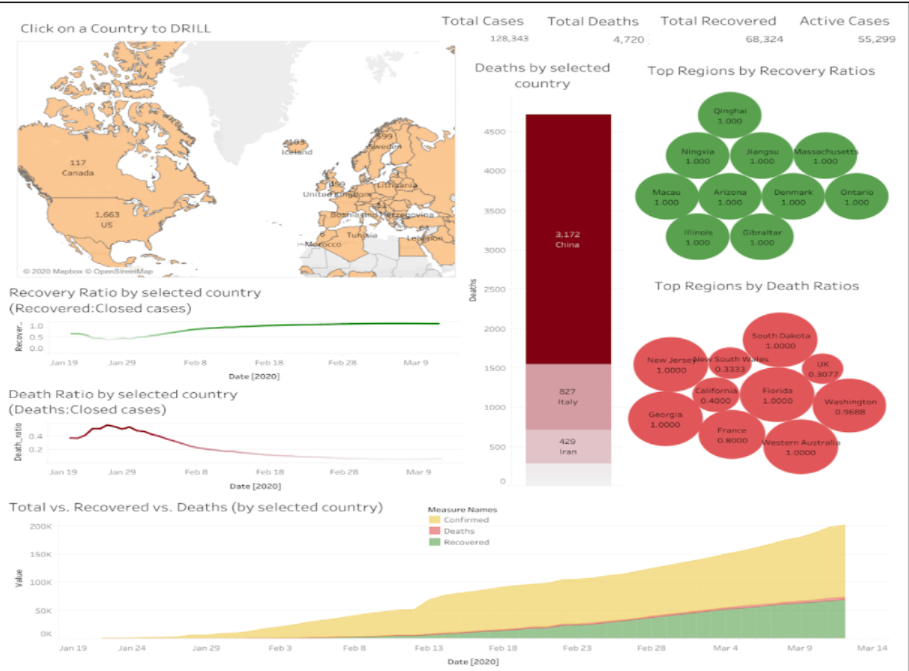 Click on a Country to DRILL
Total Cases
128,343
Total Deaths
4,720
Total Recovered
68,324
Active Cases
55,299
117
Canada
1,663
US
Iceland
599
Sweden
United Kingdom
Lithuania
Bosnia and Herzegovina
Tunisia
6
Morocco
Lebanon
© 2020 Mapbox © OpenStreetMap
Deaths by selected
country
4500
4000
3500
3000
2500
2000
1500
1000
500
0
Deaths
3,172
China
827
Italy
429
Iran
Top Regions by Recovery Ratios
Qinghai
1.000
Ningxia
1.000
Jiangsu
1.000
Massachusetts
1.000
Macau
1.000
Arizona
1.000
Denmark
1.000
Ontario
1.000
Illinois
1.000
Gibraltar
1.000
Top Regions by Death Ratios
South Dakota
1.0000
New Jersey
1.0000
New South Wales
0.3333
UK
0.3077
California
0.4000
Florida
1.0000
Washington
0.9688
Georgia
1.0000
France
0.8000
Western Australia
1.0000
Recovery Ratio by selected country
(Recovered:Closed cases)
Recover..
1.0
0.5
0.0
Jan 19 Jan 29 Feb 8 Feb 18 Feb 28 Mar 9
Date [2020]
Death Ratio by selected country
(Deaths:Closed cases)
Death_ratio
0.4
0.2
Jan 19 Jan 29 Feb 8 Feb 18 Feb 28 Mar 9
Date [2020]
Total vs. Recovered vs. Deaths (by selected country)
Measure Names
Confirmed
Deaths
Recovered
Value
200K
150K
100K
50K
0K
Jan 19 Jan 24 Jan 29 Feb 3 Feb 8 Feb 13 Feb 18 Feb 23 Feb 28 Mar 4 Mar 9 Mar 14
Date [2020]